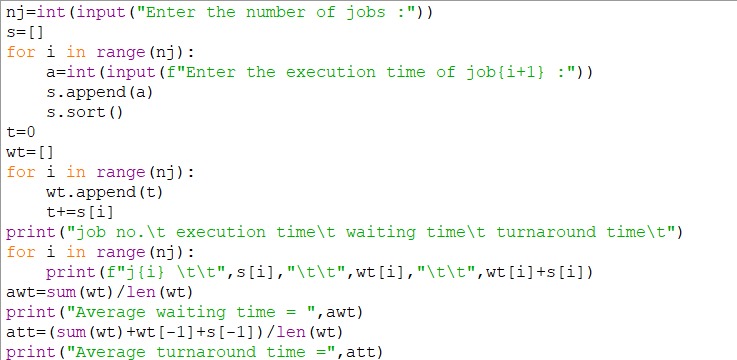 nj=int(input("Enter the number of jobs :"))
s=[]
for i in range(nj):
    a=int(input(f"Enter the execution time of job{i+1} :"))
    s.append(a)
    s.sort()
t=0
wt=[]
for i in range(nj):
    wt.append(t)
    t+=s[i]
print("job no.\t execution time\t waiting time\t turnaround time\t")
for i in range(nj):
    print(f"j{i} \t\t",s[i],"\t\t",wt[i],"\t\t",wt[i]+s[i])
awt=sum(wt)/len(wt)
print("Average waiting time = ",awt)
att=(sum(wt)+wt[-1]+s[-1])/len(wt)
print("Average turnaround time =",att)